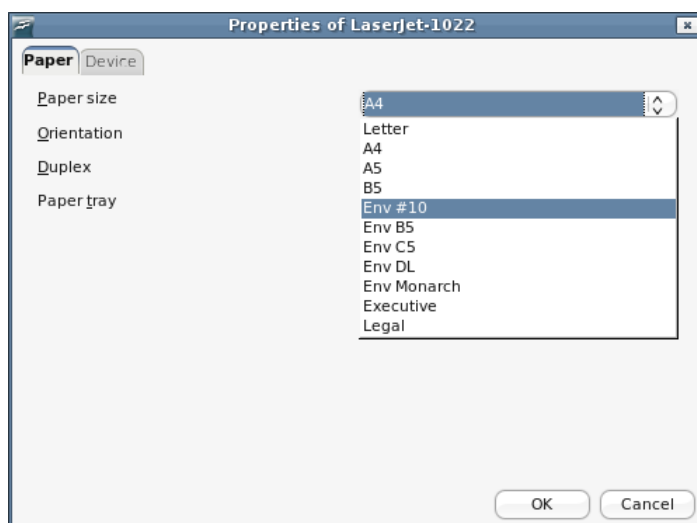 Properties of LaserJet-1022
Paper Device
Paper size A4
Orientation Letter
A4
Duplex A5
B5
Paper tray Env #10
Env B5
Env C5
Env DL
Env Monarch
Executive
Legal
OK Cancel